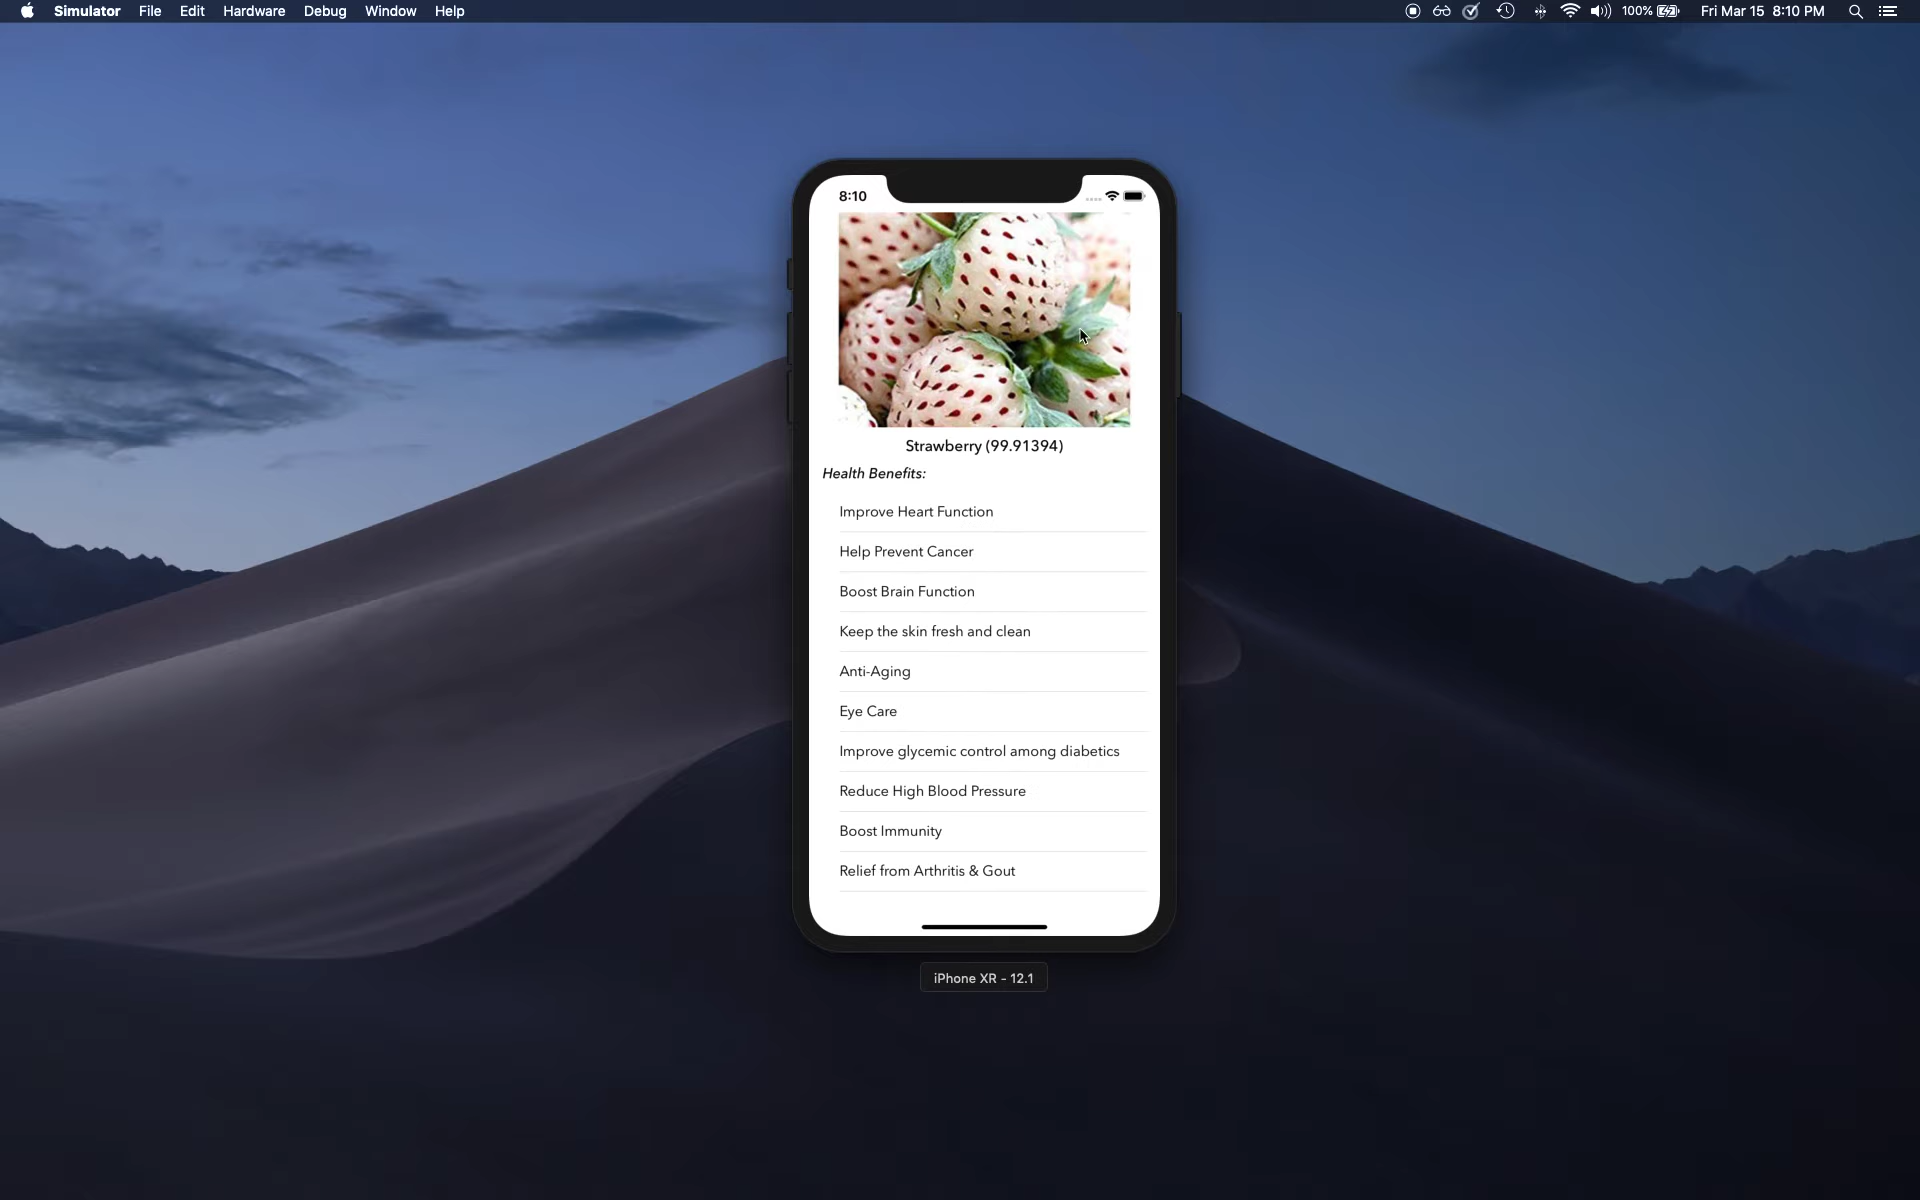 Simulator File Edit Hardware Debug Window Help 100% Fri Mar 15 8:10 PM
8:10
Strawberry (99.91394)
Health Benefits:
Improve Heart Function
Help Prevent Cancer
Boost Brain Function
Keep the skin fresh and clean
Anti-Aging
Eye Care
Improve glycemic control among diabetics
Reduce High Blood Pressure
Boost Immunity
Relief from Arthritis & Gout
iPhone XR - 12.1